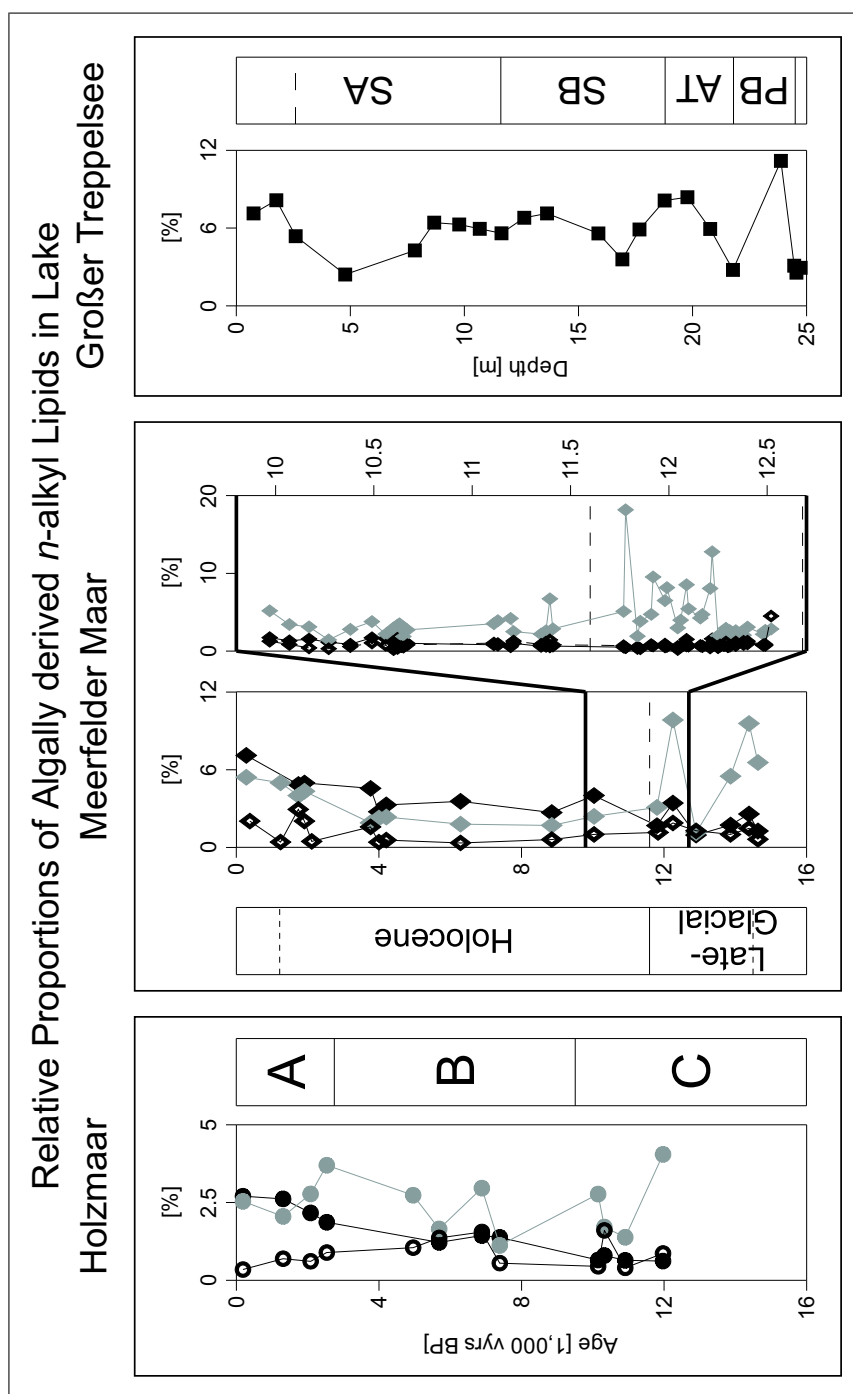 Relative Proportions of Algally derived n-alkyl Lipids in Lake
Holzmaar
Meerfelder Maar
Großer Treppelsee
[%]
0
2.5
5
0
4
8
12
Age [1,000 vyrs BP]
A
B
C
Holocene
Late-
Glacial
[%]
0
6
12
0
4
8
12
16
[%]
0
10
20
10
10.5
11
11.5
12
12.5
[%]
0
6
12
0
5
10
15
20
25
Depth [m]
SA
SB
AT
PB